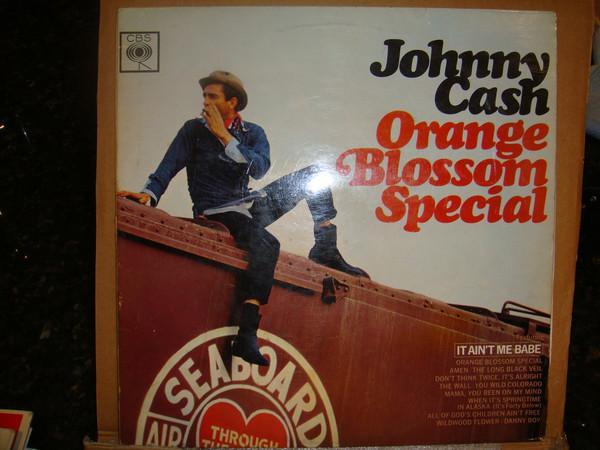 CBS
Johnny
Cash
Orange
Blossom
Special
IT AIN'T ME BABE
ORANGE BLOSSOM SPECIAL
AMEN. THE LONG BLACK VEIL
DON'T THINK TWICE, IT'S ALRIGHT
THE WALL. YOU WILD COLORADO
MAMA, YOU BEEN ON MY MIND
WHEN IT'S SPRINGTIME
IN ALASKA (It's Forty Below)
ALL OF GOD'S CHILDREN AIN'T FREE
WILDWOOD FLOWER / DANNY BOY
SEABOARD
AIR
THROUGH
THE